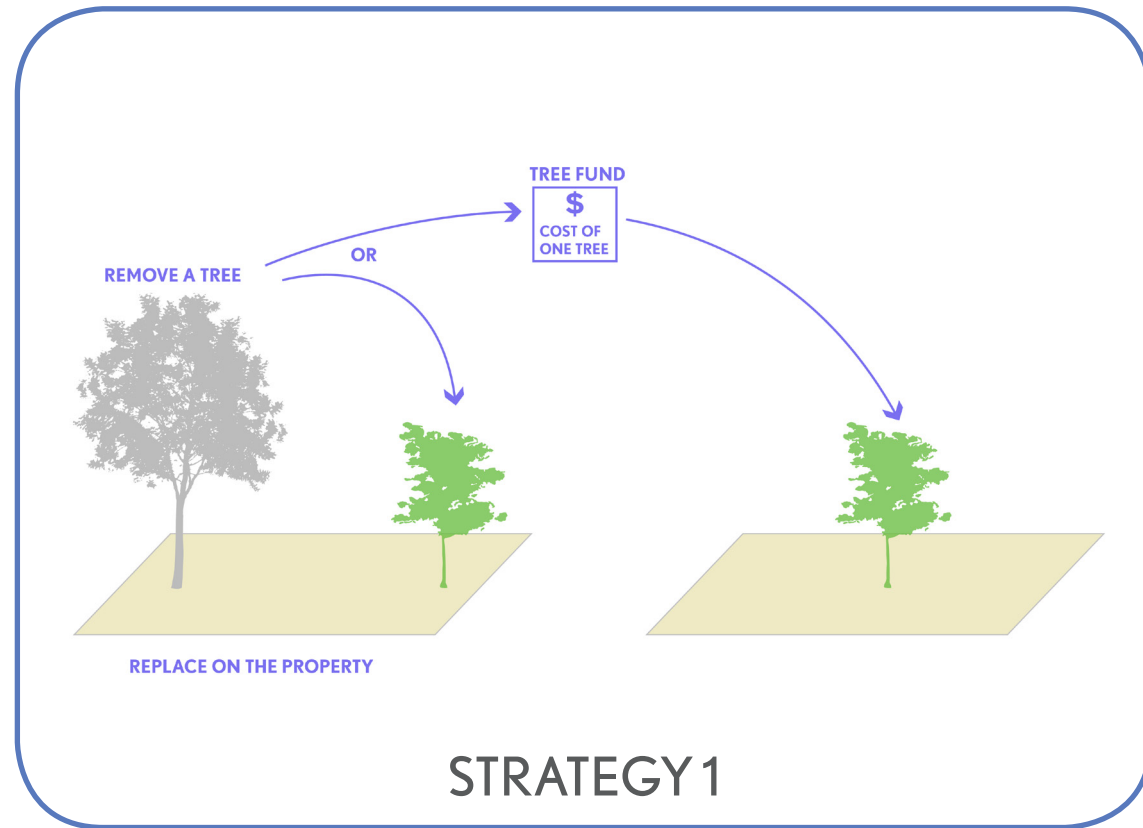 TREE FUND
$
COST OF
ONE TREE
OR
REMOVE A TREE
REPLACE ON THE PROPERTY
STRATEGY 1